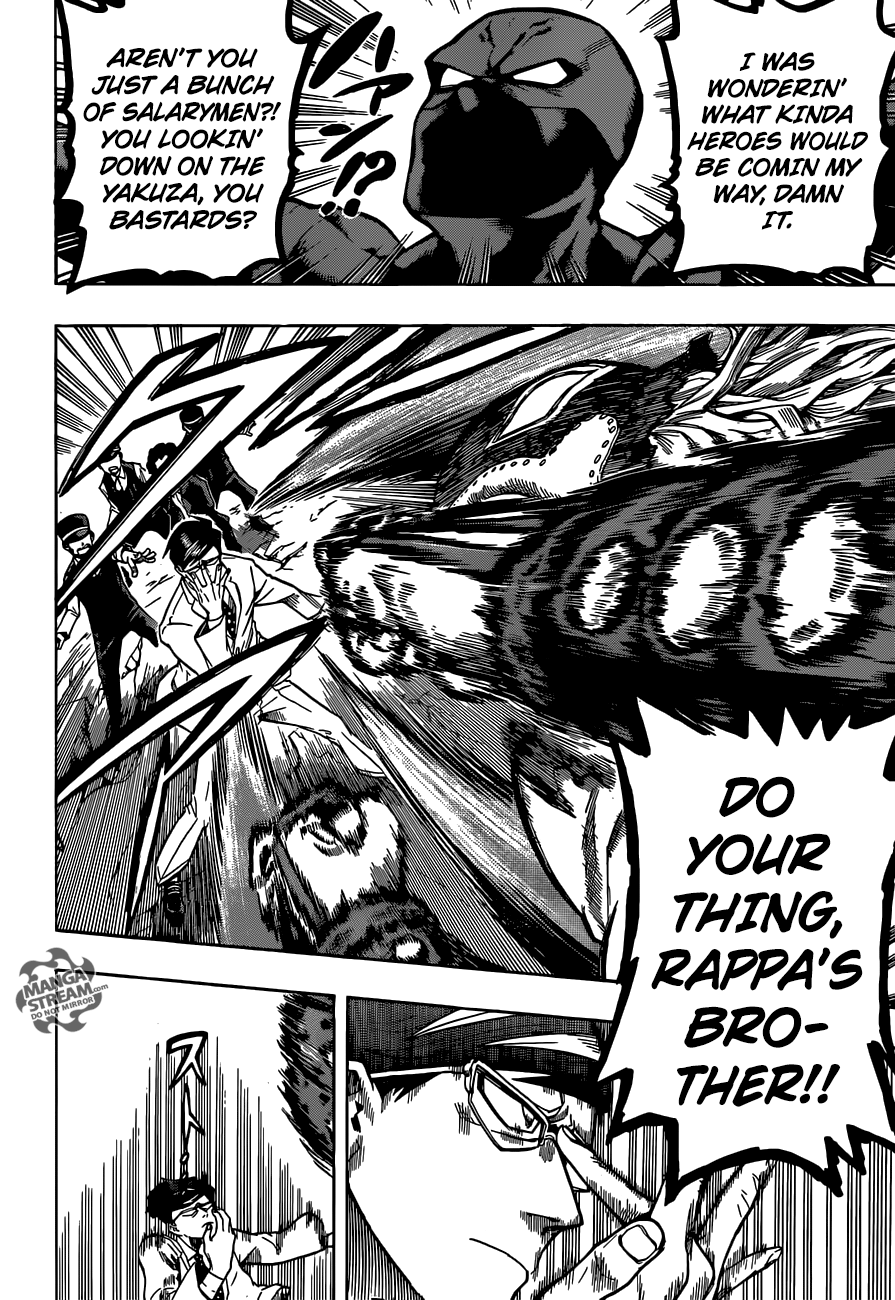 I WAS
WONDERIN'
WHAT KINDA
HEROES WOULD
BE COMIN MY
WAY, DAMN
IT.
アァン!?
AREN'T YOU
JUST A BUNCH
OF SALARYMEN?!
YOU LOOKIN'
DOWN ON THE
YAKUZA, YOU
BASTARDS?
DO
YOUR
THING,
RAPPA'S
BRO-
THER!!
MANGA
STREAM.com
DO NOT MIRROR
スト